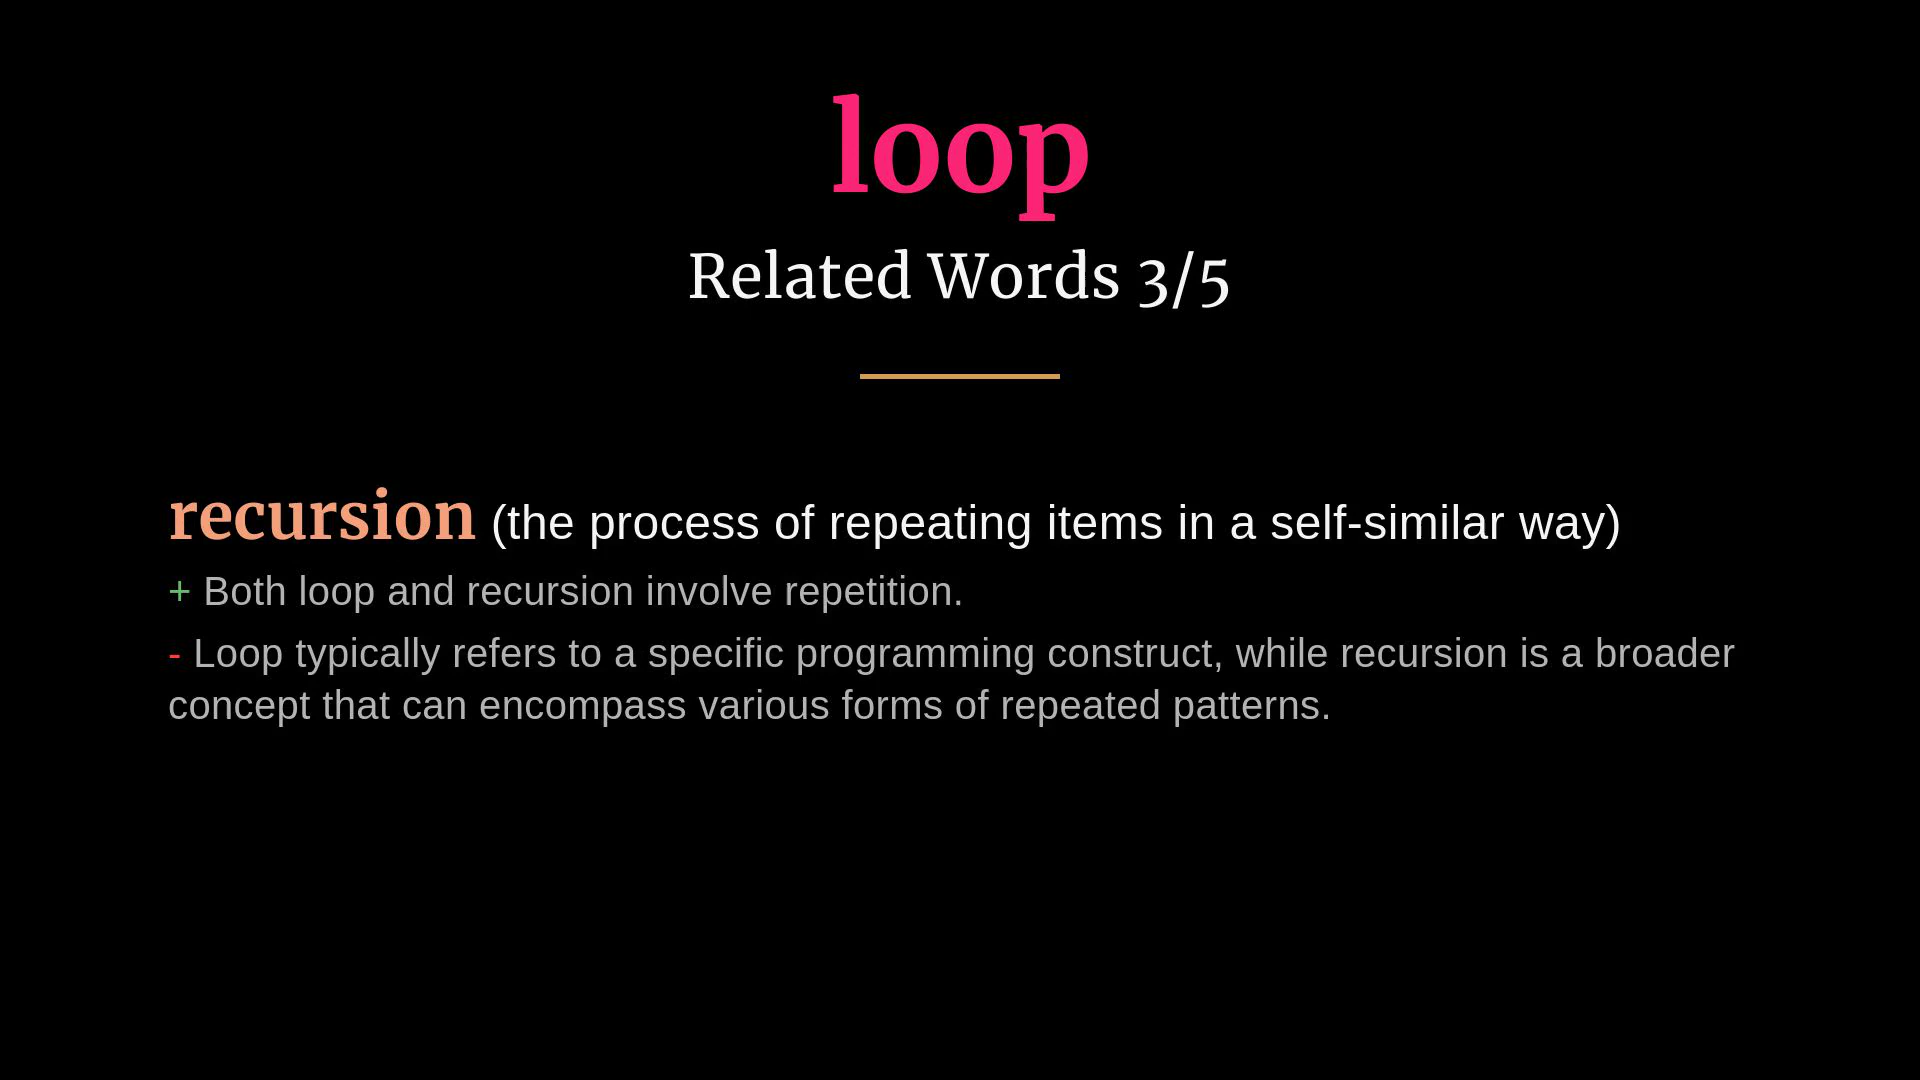 loop
Related Words 3/5
recursion (the process of repeating items in a self-similar way)
+ Both loop and recursion involve repetition.
- Loop typically refers to a specific programming construct, while recursion is a broader
concept that can encompass various forms of repeated patterns.